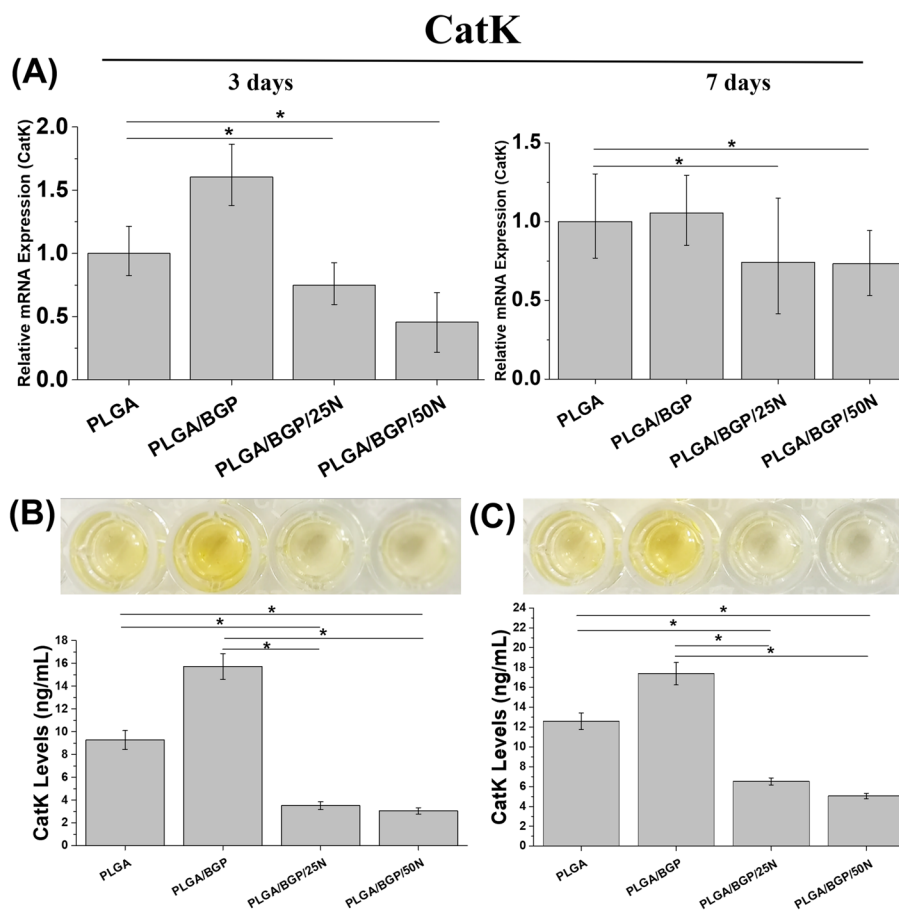 CatK
(A)
3 days
7 days
Relative mRNA Expression (CatK)
2.0
1.5
1.0
0.5
0.0
*
*
PLGA
PLGA/BGP
PLGA/BGP/25N
PLGA/BGP/50N
Relative mRNA Expression (CatK)
1.5
1.0
0.5
0.0
*
*
PLGA
PLGA/BGP
PLGA/BGP/25N
PLGA/BGP/50N
(B)
CatK Levels (ng/mL)
18
16
14
12
10
8
6
4
2
0
*
*
*
*
PLGA
PLGA/BGP
PLGA/BGP/25N
PLGA/BGP/50N
(C)
CatK Levels (ng/mL)
24
22
20
18
16
14
12
10
8
6
4
2
0
*
*
*
*
PLGA
PLGA/BGP
PLGA/BGP/25N
PLGA/BGP/50N